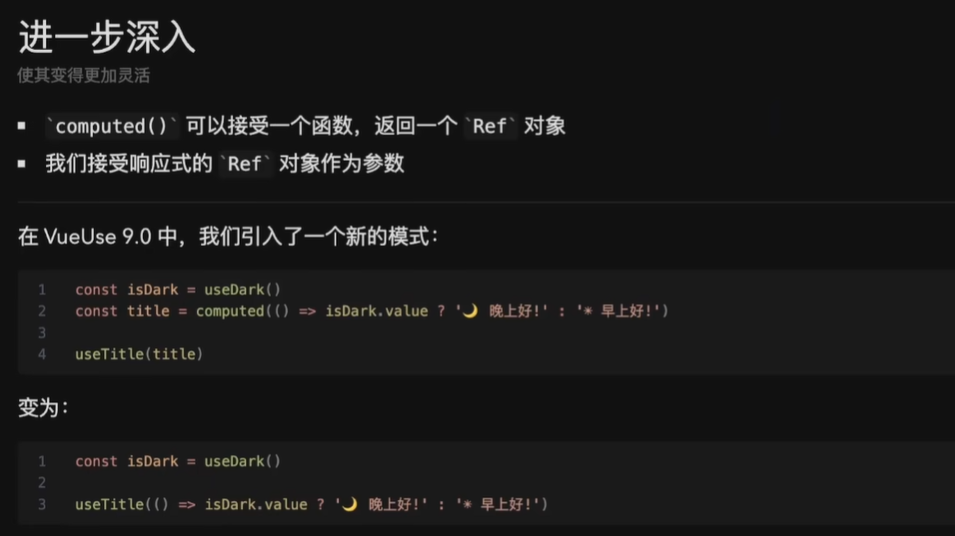 进一步深入
使其变得更加灵活
▪ `computed()` 可以接受一个函数，返回一个 `Ref` 对象
▪ 我们接受响应式的 `Ref` 对象作为参数
在 VueUse 9.0 中，我们引入了一个新的模式：
1 const isDark = useDark()
2 const title = computed(() => isDark.value ? '🌙 晚上好!' : '☀ 早上好!')
3
4 useTitle(title)
变为：
1 const isDark = useDark()
2
3 useTitle(() => isDark.value ? '🌙 晚上好!' : '☀ 早上好!')